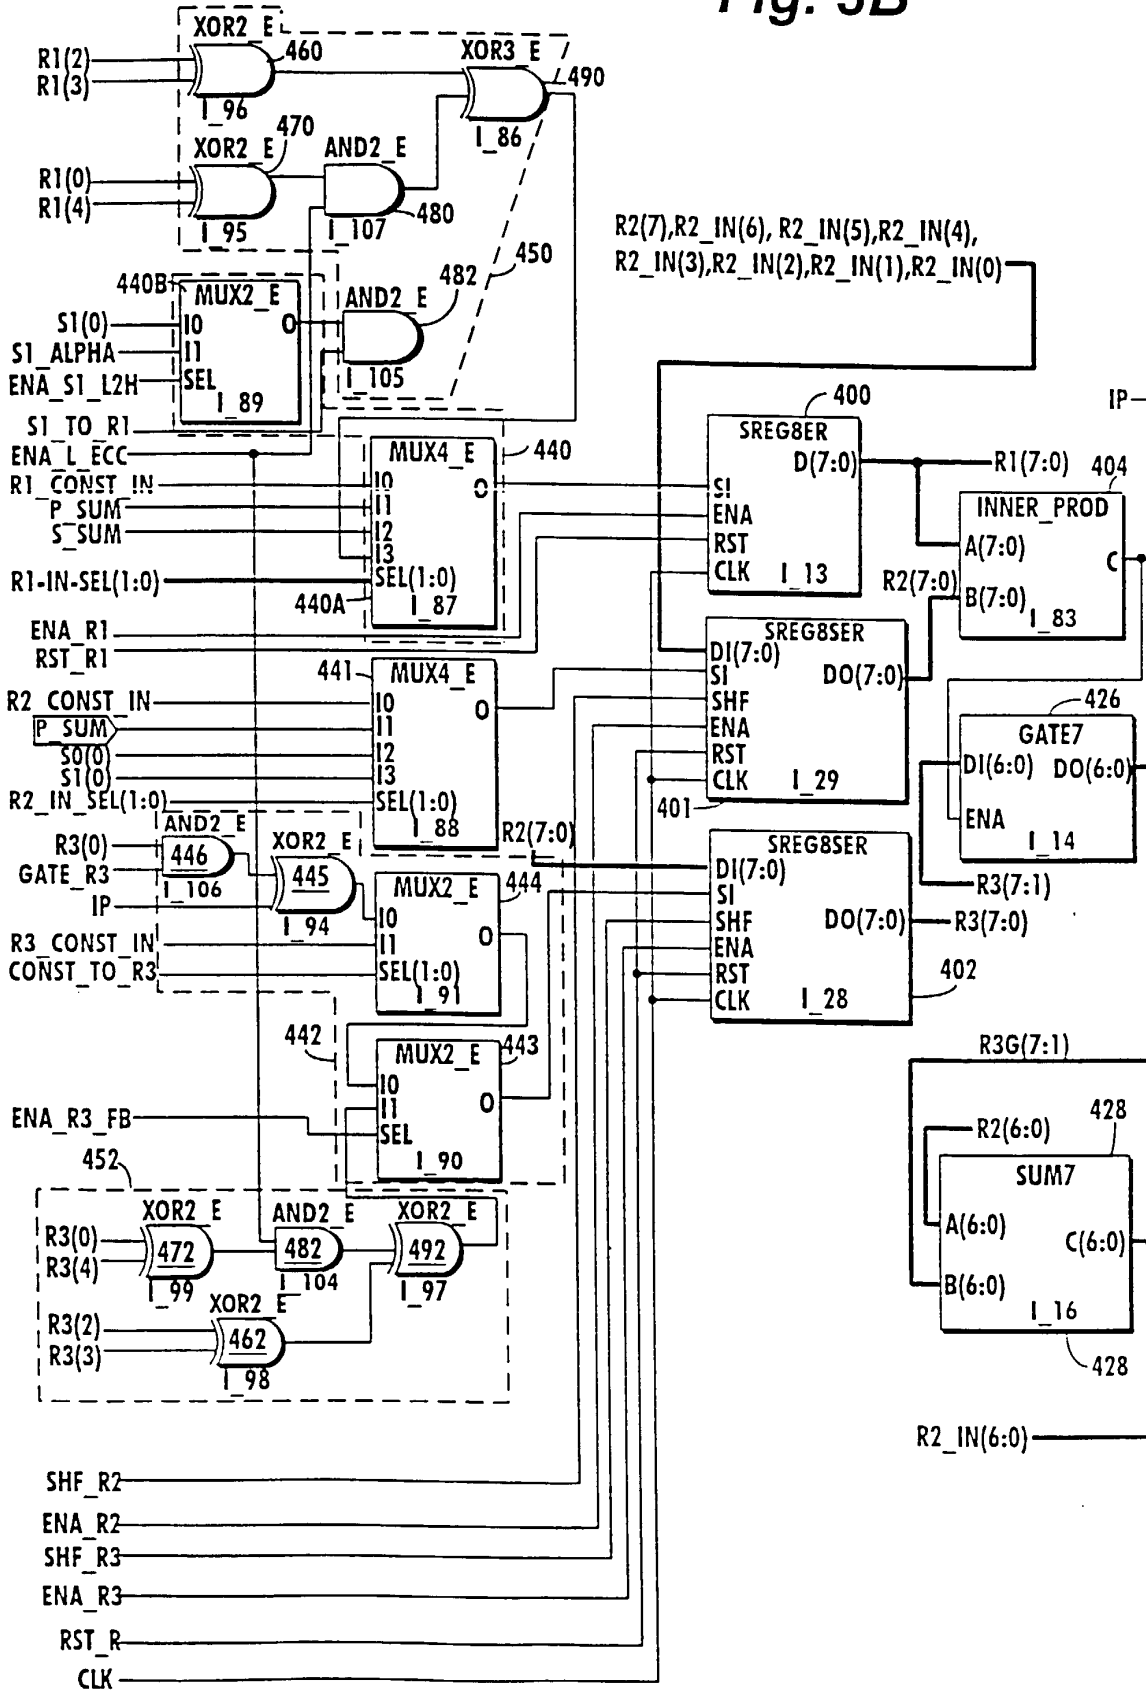 Fig. 5B
XOR2_E
460
R1(2)
R1(3)
I_96
XOR3_E
490
I_86
XOR2_E
470
R1(0)
R1(4)
I_95
AND2_E
480
I_107
450
R2(7),R2_IN(6), R2_IN(5),R2_IN(4),
R2_IN(3),R2_IN(2),R2_IN(1),R2_IN(0)
440B
MUX2_E
S1(0)
I0
O
S1_ALPHA
I1
ENA_S1_L2H
SEL
I_89
AND2_E
482
I_105
S1_TO_R1
ENA_L_ECC
R1_CONST_IN
P_SUM
S_SUM
R1-IN-SEL(1:0)
MUX4_E
440
I0
O
I1
I2
I3
SEL(1:0)
440A
I_87
400
SREG8ER
D(7:0)
SI
ENA
RST
CLK
I_13
R1(7:0)
IP
404
INNER_PROD
A(7:0)
C
R2(7:0)
B(7:0)
I_83
ENA_R1
RST_R1
441
MUX4_E
R2_CONST_IN
I0
O
P_SUM
I1
S0(0)
I2
S1(0)
I3
R2_IN_SEL(1:0)
SEL(1:0)
I_88
SREG8SER
DI(7:0)
DO(7:0)
SI
SHF
ENA
RST
CLK
I_29
401
426
GATE7
DI(6:0)
DO(6:0)
ENA
I_14
R3(7:1)
R2(7:0)
AND2_E
R3(0)
446
GATE_R3
I_106
XOR2_E
445
IP
I_94
R3_CONST_IN
CONST_TO_R3
MUX2_E
444
I0
O
I1
SEL(1:0)
I_91
SREG8SER
DI(7:0)
SI
SHF
DO(7:0)
R3(7:0)
ENA
RST
CLK
I_28
402
442
MUX2_E
443
I0
O
I1
ENA_R3_FB
SEL
I_90
R3G(7:1)
428
R2(6:0)
SUM7
A(6:0)
C(6:0)
B(6:0)
I_16
428
452
XOR2_E
R3(0)
472
R3(4)
I_99
AND2_E
482
I_104
XOR2_E
492
I_97
XOR2_E
R3(2)
462
R3(3)
I_98
R2_IN(6:0)
SHF_R2
ENA_R2
SHF_R3
ENA_R3
RST_R
CLK